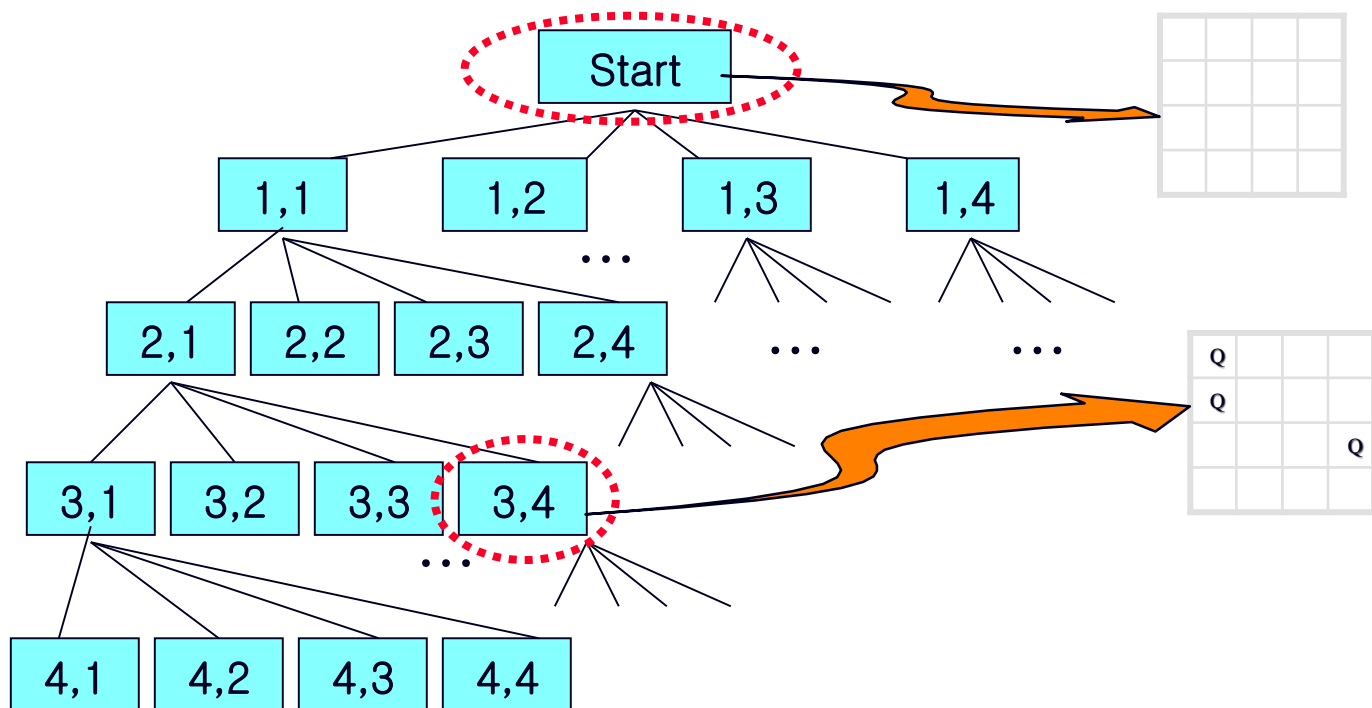 Start
1,1 1,2 1,3 1,4
...
2,1 2,2 2,3 2,4
... ...
Q
Q
Q
3,1 3,2 3,3 3,4
...
4,1 4,2 4,3 4,4